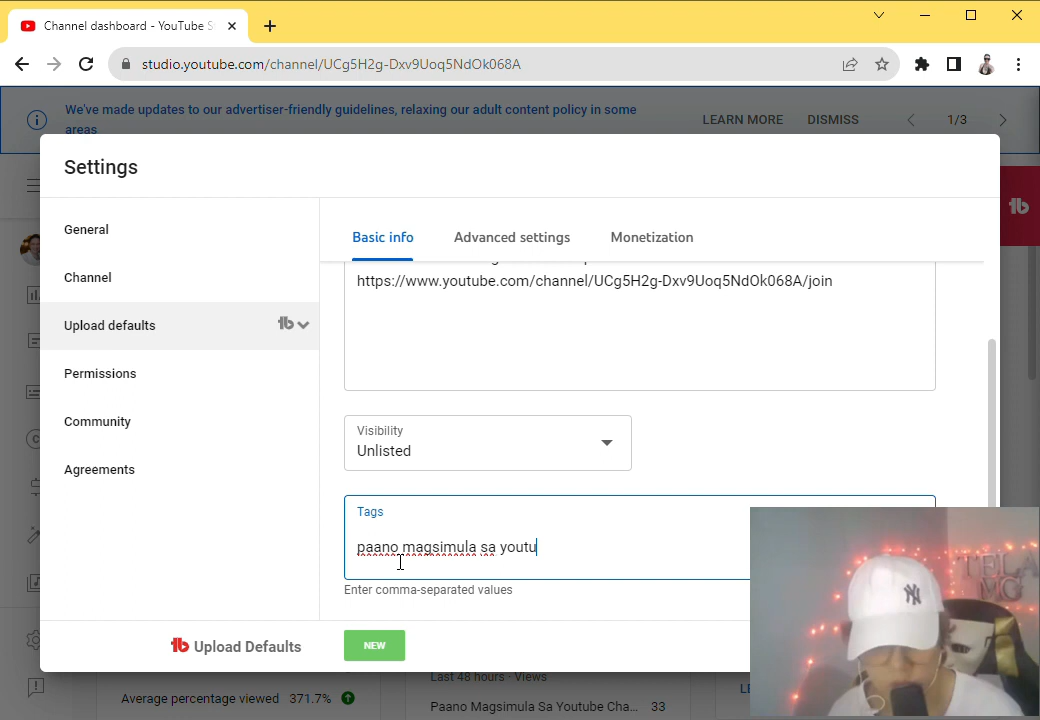 Channel dashboard - YouTube S
studio.youtube.com/channel/UCg5H2g-Dxv9Uoq5NdOk068A
We've made updates to our advertiser-friendly guidelines, relaxing our adult content policy in some
areas
LEARN MORE
DISMISS
1/3
Settings
General
Channel
Upload defaults
Permissions
Community
Agreements
Basic info
Advanced settings
Monetization
https://www.youtube.com/channel/UCg5H2g-Dxv9Uoq5NdOk068A/join
Visibility
Unlisted
Tags
paano magsimula sa youtu
Enter comma-separated values
Upload Defaults
NEW
Average percentage viewed 371.7%
Last 48 hours · Views
Paano Magsimula Sa Youtube Cha... 33
NY
MG